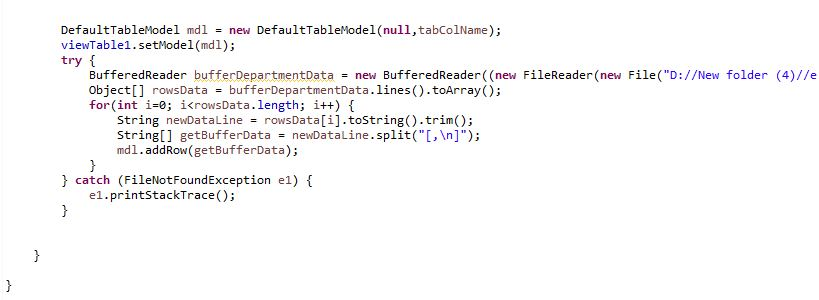 DefaultTableModel mdl = new DefaultTableModel(null,tabColName);
viewTable1.setModel(mdl);
try {
BufferedReader bufferDepartmentData = new BufferedReader((new FileReader(new File("D://New folder (4)//e
Object[] rowsData = bufferDepartmentData.lines().toArray();
for(int i=0; i<rowsData.length; i++) {
String newDataLine = rowsData[i].toString().trim();
String[] getBufferData = newDataLine.split("[,\n]");
mdl.addRow(getBufferData);
}
} catch (FileNotFoundException e1) {
e1.printStackTrace();
}
}
}